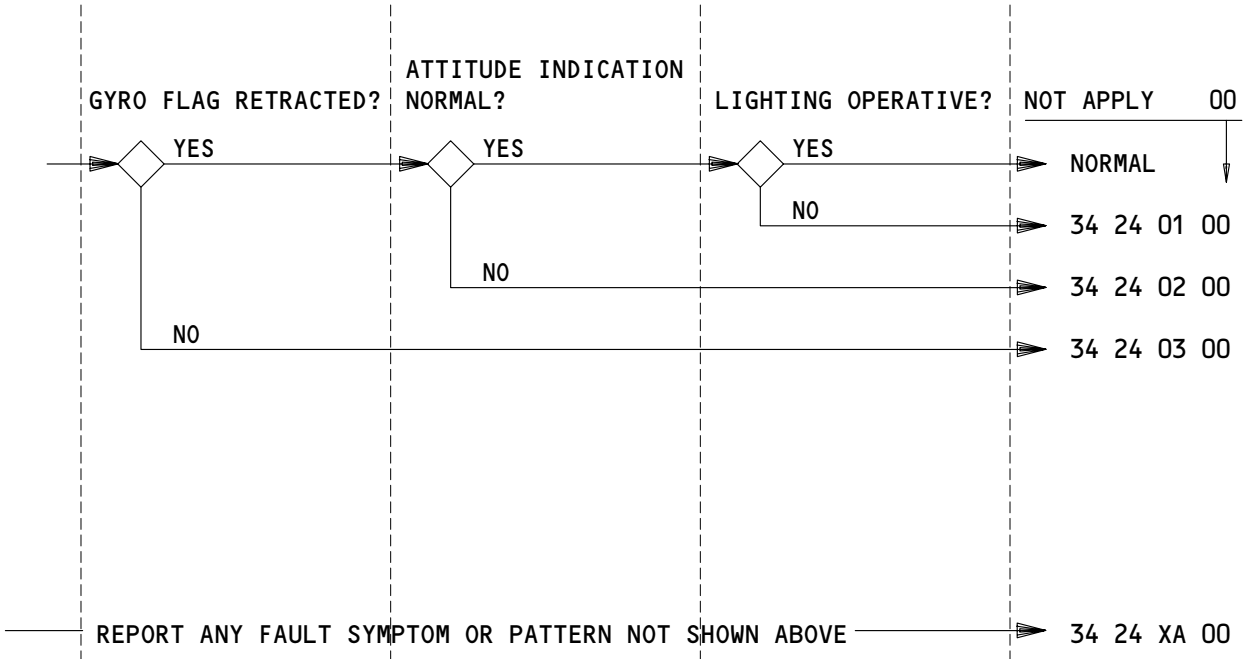 ATTITUDE INDICATION
GYRO FLAG RETRACTED? NORMAL? LIGHTING OPERATIVE? NOT APPLY 00
YES YES YES
NORMAL
NO
34 24 01 00
NO
34 24 02 00
NO
34 24 03 00
REPORT ANY FAULT SYMPTOM OR PATTERN NOT SHOWN ABOVE 34 24 XA 00